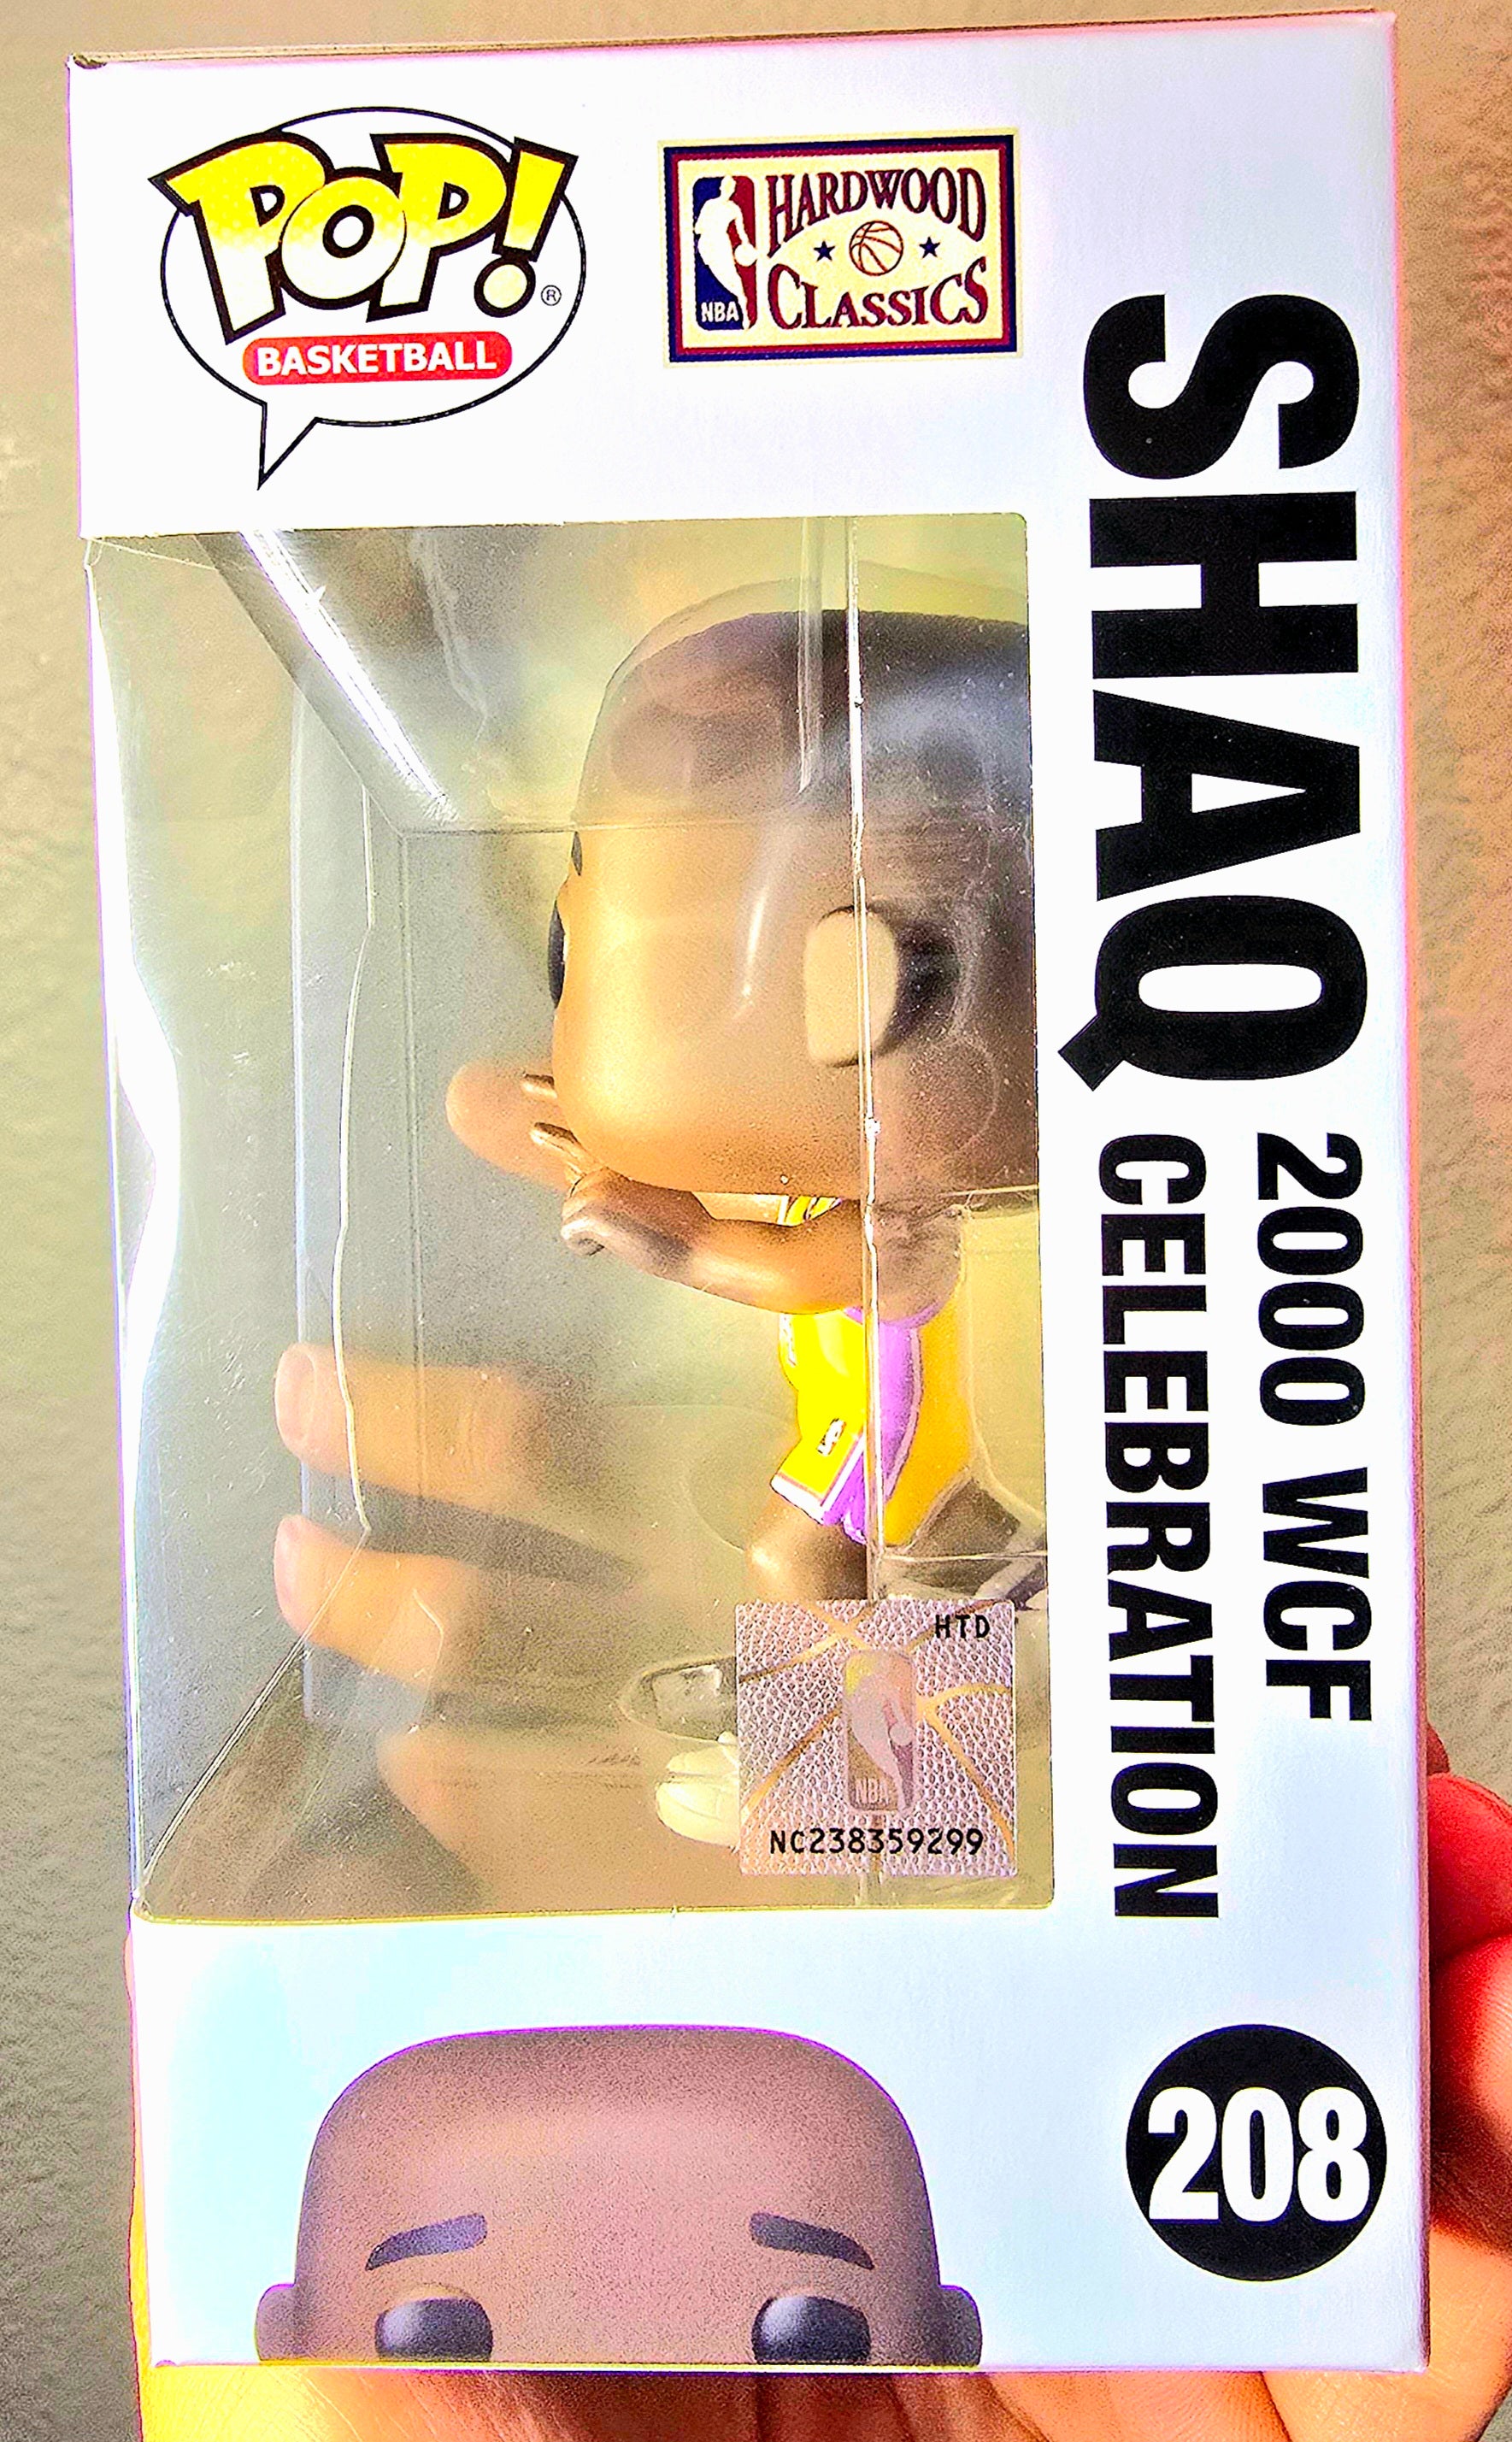 POP!
®
BASKETBALL
HARDWOOD
CLASSICS
NBA
SHAQ
2000 WCF
CELEBRATION
HTD
NBA
NC238359299
208